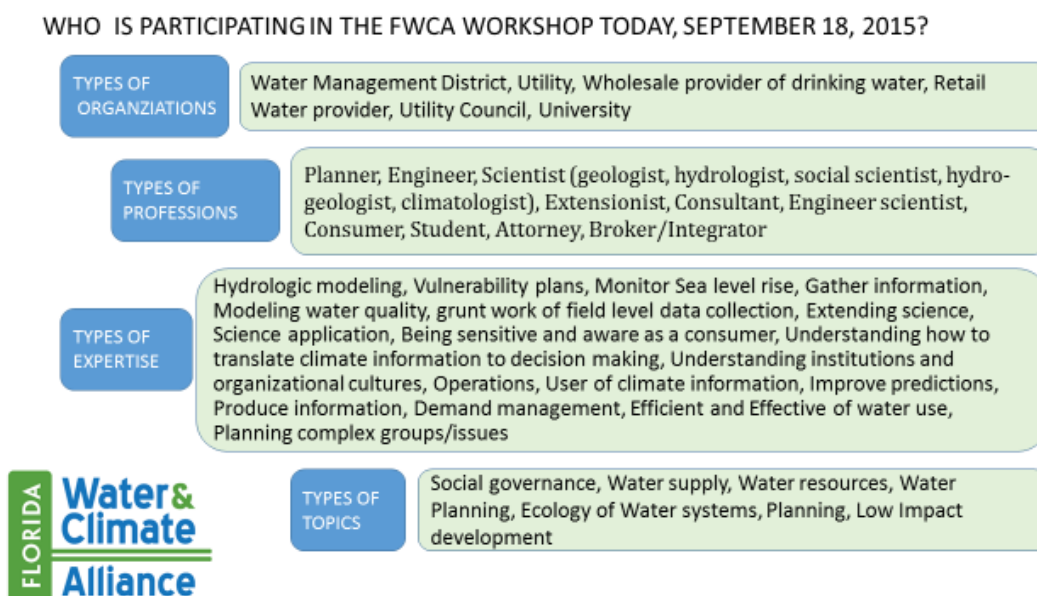 WHO IS PARTICIPATING IN THE FWCA WORKSHOP TODAY, SEPTEMBER 18, 2015?
TYPES OF
ORGANZIATIONS
Water Management District, Utility, Wholesale provider of drinking water, Retail
Water provider, Utility Council, University
TYPES OF
PROFESSIONS
Planner, Engineer, Scientist (geologist, hydrologist, social scientist, hydro-
geologist, climatologist), Extensionist, Consultant, Engineer scientist,
Consumer, Student, Attorney, Broker/Integrator
TYPES OF
EXPERTISE
Hydrologic modeling, Vulnerability plans, Monitor Sea level rise, Gather information,
Modeling water quality, grunt work of field level data collection, Extending science,
Science application, Being sensitive and aware as a consumer, Understanding how to
translate climate information to decision making, Understanding institutions and
organizational cultures, Operations, User of climate information, Improve predictions,
Produce information, Demand management, Efficient and Effective of water use,
Planning complex groups/issues
TYPES OF
TOPICS
Social governance, Water supply, Water resources, Water
Planning, Ecology of Water systems, Planning, Low Impact
development
FLORIDA
Water &
Climate
Alliance